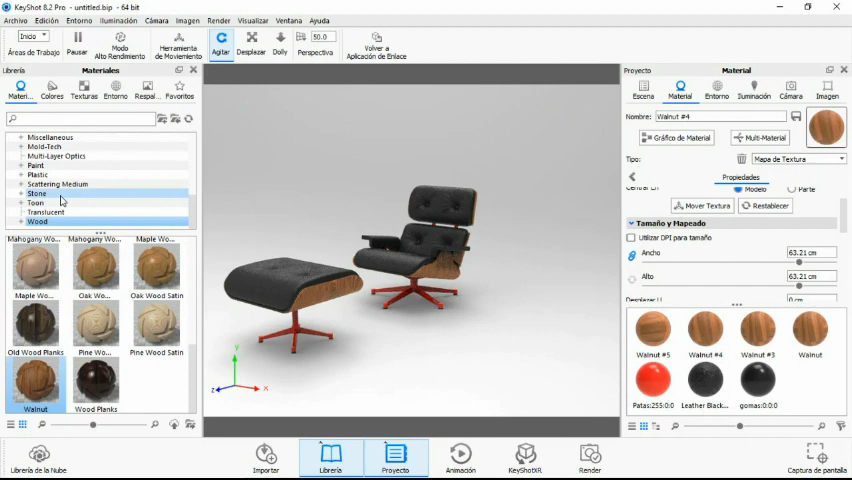 KeyShot 8.2 Pro - untitled.bip - 64 bit
Archivo Edición Entorno Iluminación Cámara Imagen Render Visualizar Ventana Ayuda
Inicio
50.0
Áreas de Trabajo
Pausar
Modo
Alto Rendimiento
Herramienta
de Moviemiento
Agitar
Desplazar
Dolly
Perspectiva
Volver a
Aplicación de Enlace
Librería
Materiales
Materi...
Colores
Texturas
Entorno
Respal...
Favoritos
Miscellaneous
Mold-Tech
Multi-Layer Optics
Paint
Plastic
Scattering Medium
Stone
Toon
Translucent
Wood
Mahogany Wo... Mahogany Wo... Maple Wo...
Maple Wo... Oak Wo... Oak Wood Satin
Old Wood Planks Pine Wo... Pine Wood Satin
Walnut Wood Planks
y
z
x
Proyecto
Material
Escena
Material
Entorno
Iluminación
Cámara
Imagen
Nombre: Walnut #4
Gráfico de Material
Multi-Material
Tipo:
Mapa de Textura
Propiedades
Modelo
Parte
Mover Textura
Restablecer
Tamaño y Mapeado
Utilizar DPI para tamaño
Ancho
63.21 cm
Alto
63.21 cm
Walnut #5 Walnut #4 Walnut #3 Walnut
Patas:255:0:0 Leather Black... gomas:0:0:0
Librería de la Nube
Importar
Librería
Proyecto
Animación
KeyShotXR
Render
Captura de pantalla